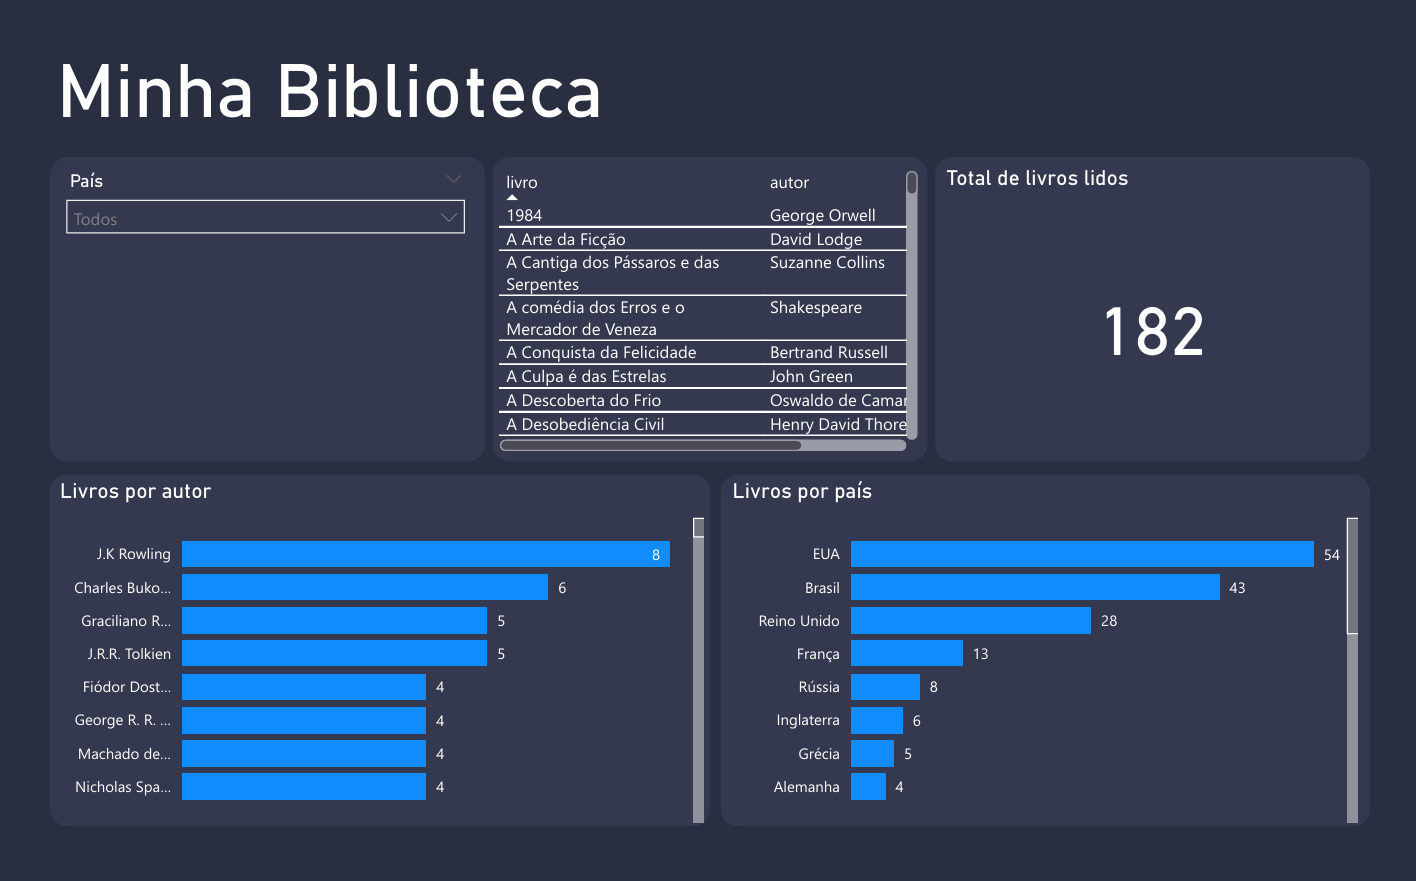 Minha Biblioteca
País
Todos
livro autor
1984 George Orwell
A Arte da Ficção David Lodge
A Cantiga dos Pássaros e das Suzanne Collins
Serpentes
A comédia dos Erros e o Shakespeare
Mercador de Veneza
A Conquista da Felicidade Bertrand Russell
A Culpa é das Estrelas John Green
A Descoberta do Frio Oswaldo de Camar
A Desobediência Civil Henry David Thore
Total de livros lidos
182
Livros por autor
J.K Rowling 8
Charles Buko... 6
Graciliano R... 5
J.R.R. Tolkien 5
Fiódor Dost... 4
George R. R. ... 4
Machado de... 4
Nicholas Spa... 4
Livros por país
EUA 54
Brasil 43
Reino Unido 28
França 13
Rússia 8
Inglaterra 6
Grécia 5
Alemanha 4